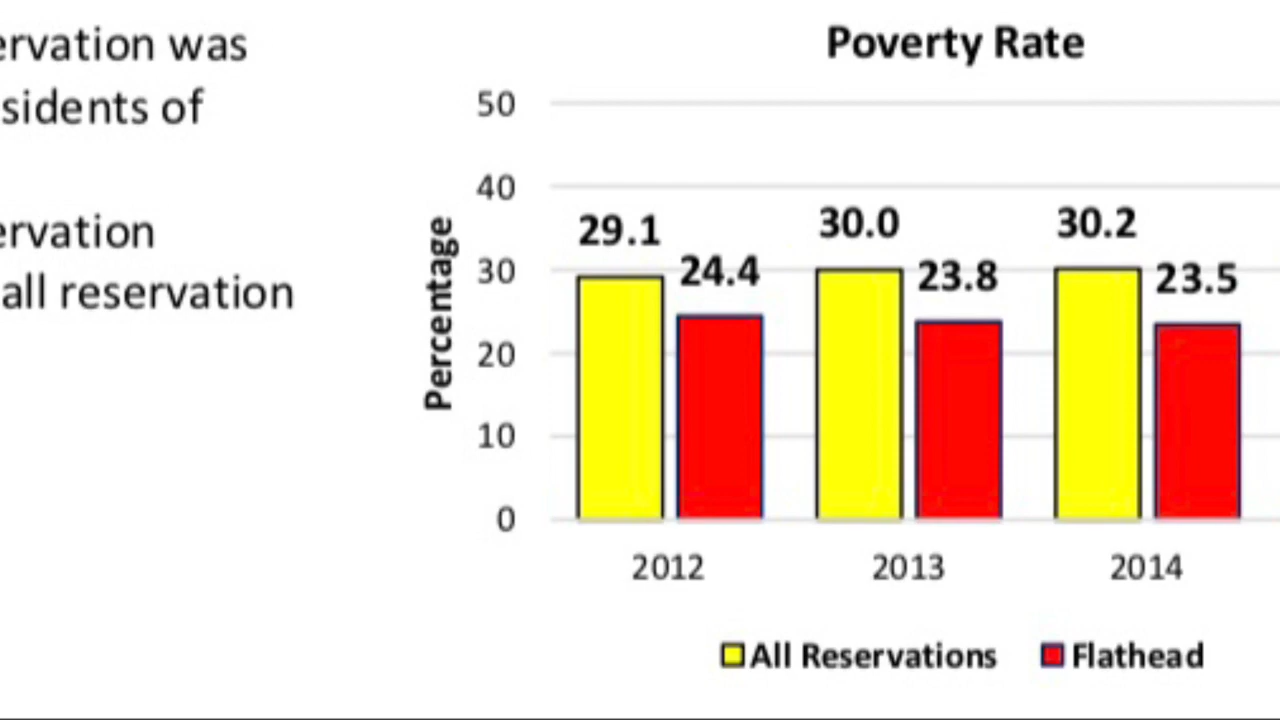 ervation was
sidents of
ervation
all reservation
Poverty Rate
Percentage
50
40
30
20
10
0
29.1
24.4
30.0
23.8
30.2
23.5
2012 2013 2014
All Reservations Flathead